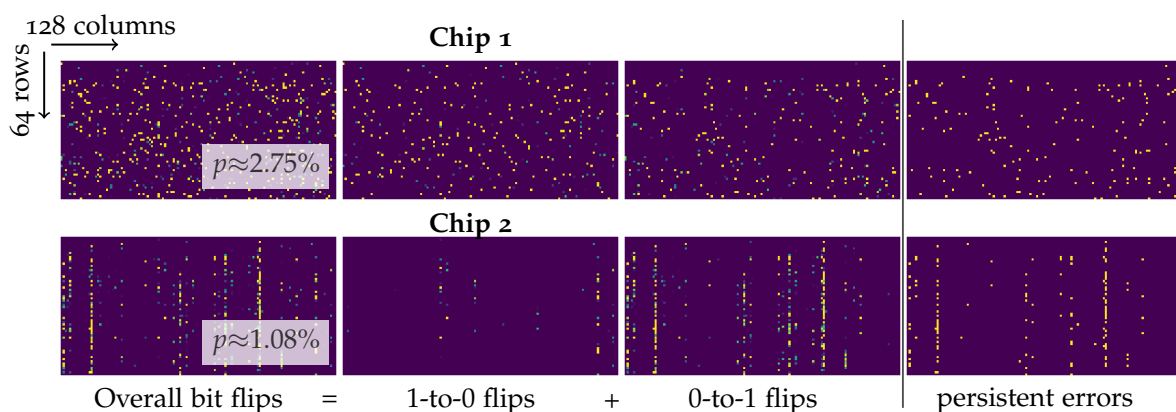 128 columns
64 rows
Chip 1
p≈2.75%
Chip 2
p≈1.08%
Overall bit flips = 1-to-0 flips + 0-to-1 flips persistent errors